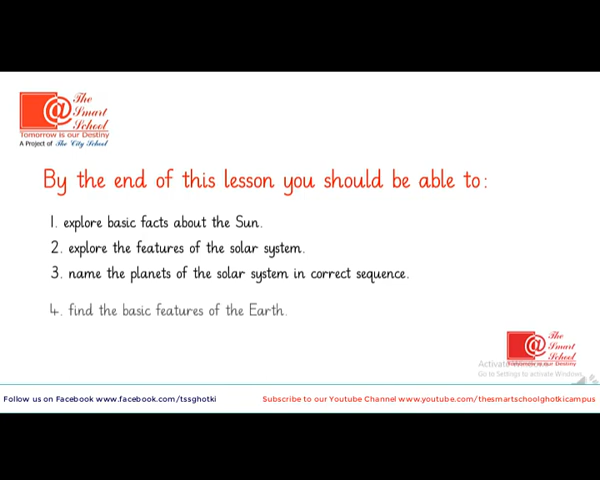 The
Smart
School
Tomorrow is our Destiny
A Project of The City School
By the end of this lesson you should be able to:
1. explore basic facts about the Sun.
2. explore the features of the solar system.
3. name the planets of the solar system in correct sequence.
4. find the basic features of the Earth.
The
Smart
School
Tomorrow is our Destiny
Go to Settings to activate Windows.
Follow us on Facebook www.facebook.com/tssghotki
Subscribe to our Youtube Channel www.youtube.com/thesmartschoolghotkicampus